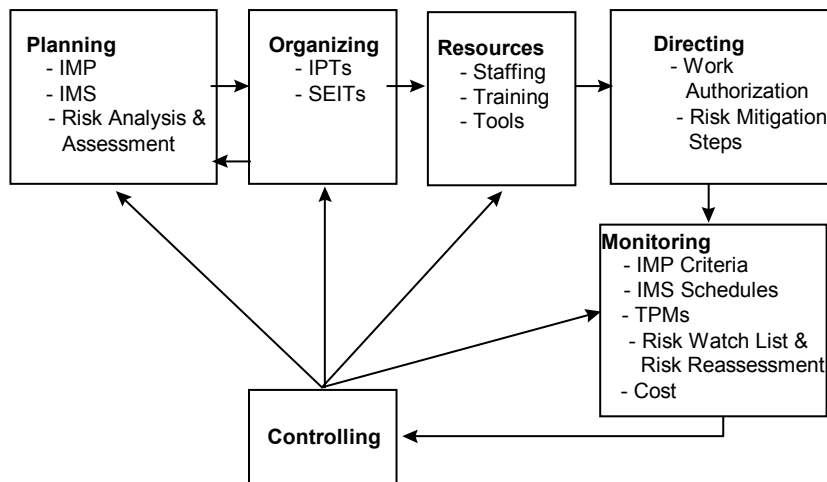 Planning
- IMP
- IMS
- Risk Analysis &
Assessment
Organizing
- IPTs
- SEITs
Resources
- Staffing
- Training
- Tools
Directing
- Work
Authorization
- Risk Mitigation
Steps
Monitoring
- IMP Criteria
- IMS Schedules
- TPMs
- Risk Watch List &
Risk Reassessment
- Cost
Controlling